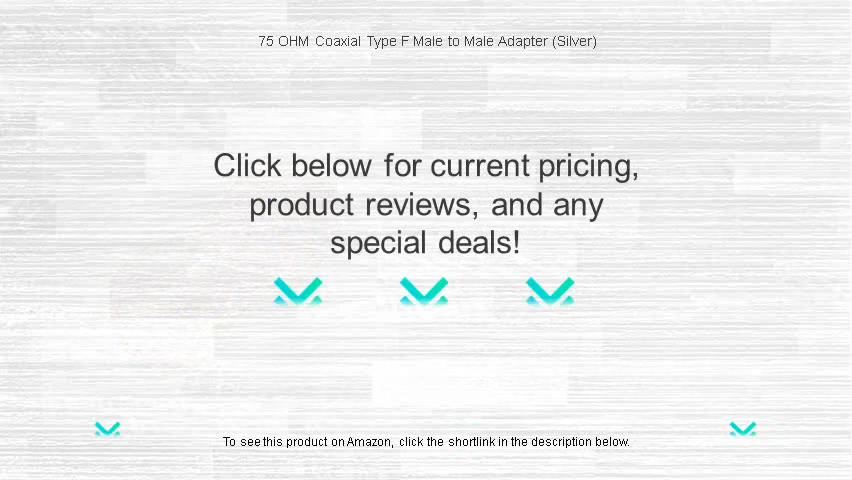 75 OHM Coaxial Type F Male to Male Adapter (Silver)
Click below for current pricing,
product reviews, and any
special deals!
To see this product on Amazon, click the shortlink in the description below.